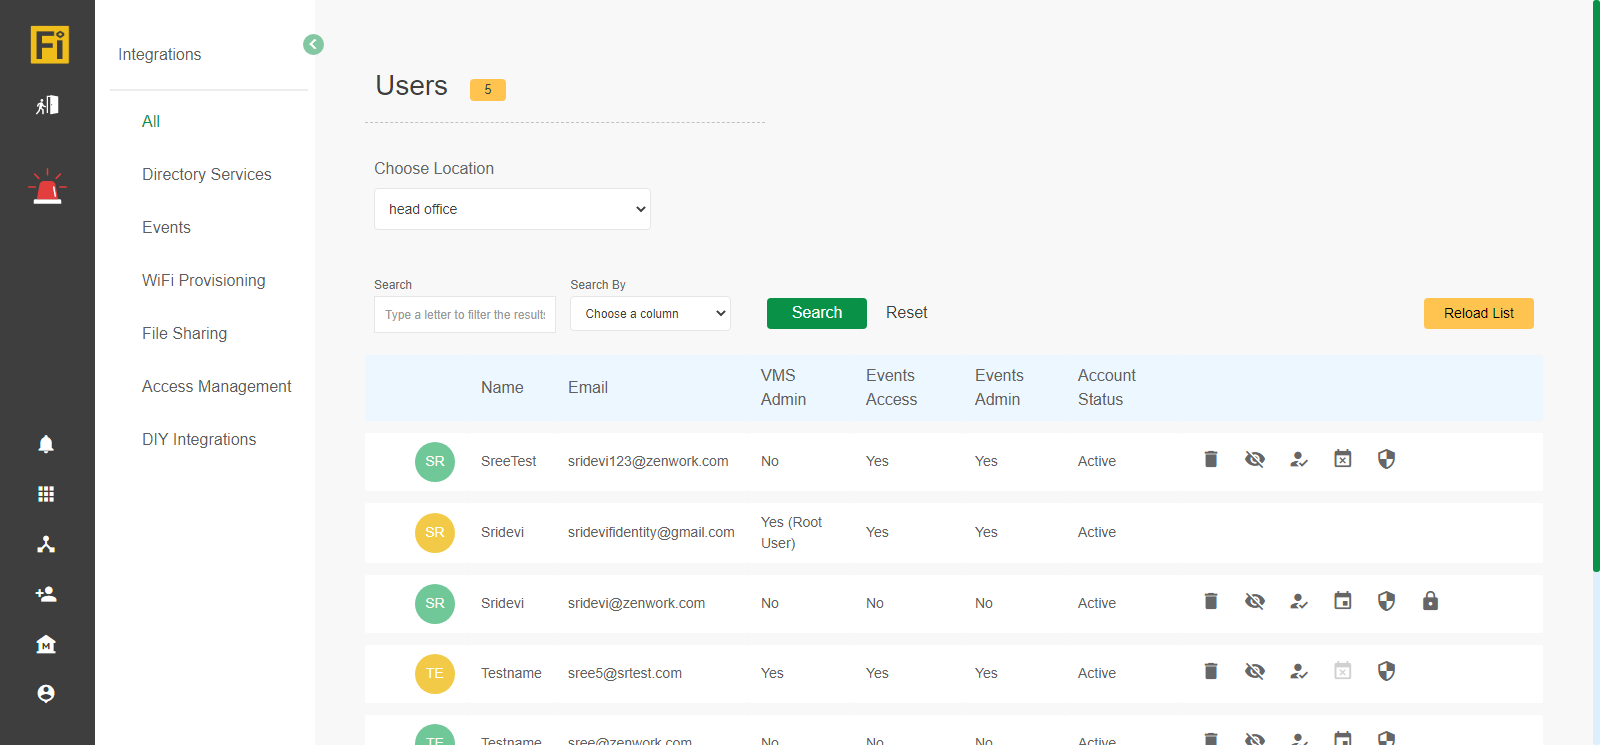 Fi
Integrations
All
Directory Services
Events
WiFi Provisioning
File Sharing
Access Management
DIY Integrations
M
Users 5
Choose Location
head office
Search Search By
Type a letter to filter the results Choose a column Search Reset Reload List
Name Email VMS Admin Events Access Events Admin Account Status
SR SreeTest sridevi123@zenwork.com No Yes Yes Active
SR Sridevi sridevifidentity@gmail.com Yes (Root User) Yes Yes Active
SR Sridevi sridevi@zenwork.com No No No Active
TE Testname sree5@srtest.com Yes Yes Yes Active
TE Testname sree@zenwork.com No No No Active